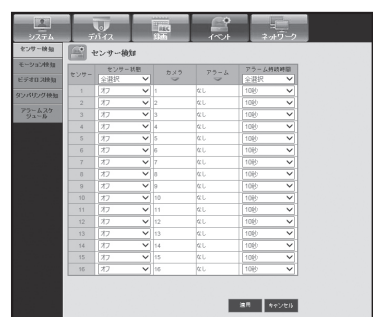 システム デバイス 録画 イベント ネットワーク
センサー検知
モーション検知
ビデオロス検知
タンパリング検知
アラームスケジュール
センサー検知
センサー センサー状態 カメラ アラーム アラーム持続時間
全選択 全選択
1 オフ 1 なし 10秒
2 オフ 2 なし 10秒
3 オフ 3 なし 10秒
4 オフ 4 なし 10秒
5 オフ 5 なし 10秒
6 オフ 6 なし 10秒
7 オフ 7 なし 10秒
8 オフ 8 なし 10秒
9 オフ 9 なし 10秒
10 オフ 10 なし 10秒
11 オフ 11 なし 10秒
12 オフ 12 なし 10秒
13 オフ 13 なし 10秒
14 オフ 14 なし 10秒
15 オフ 15 なし 10秒
16 オフ 16 なし 10秒
適用 キャンセル